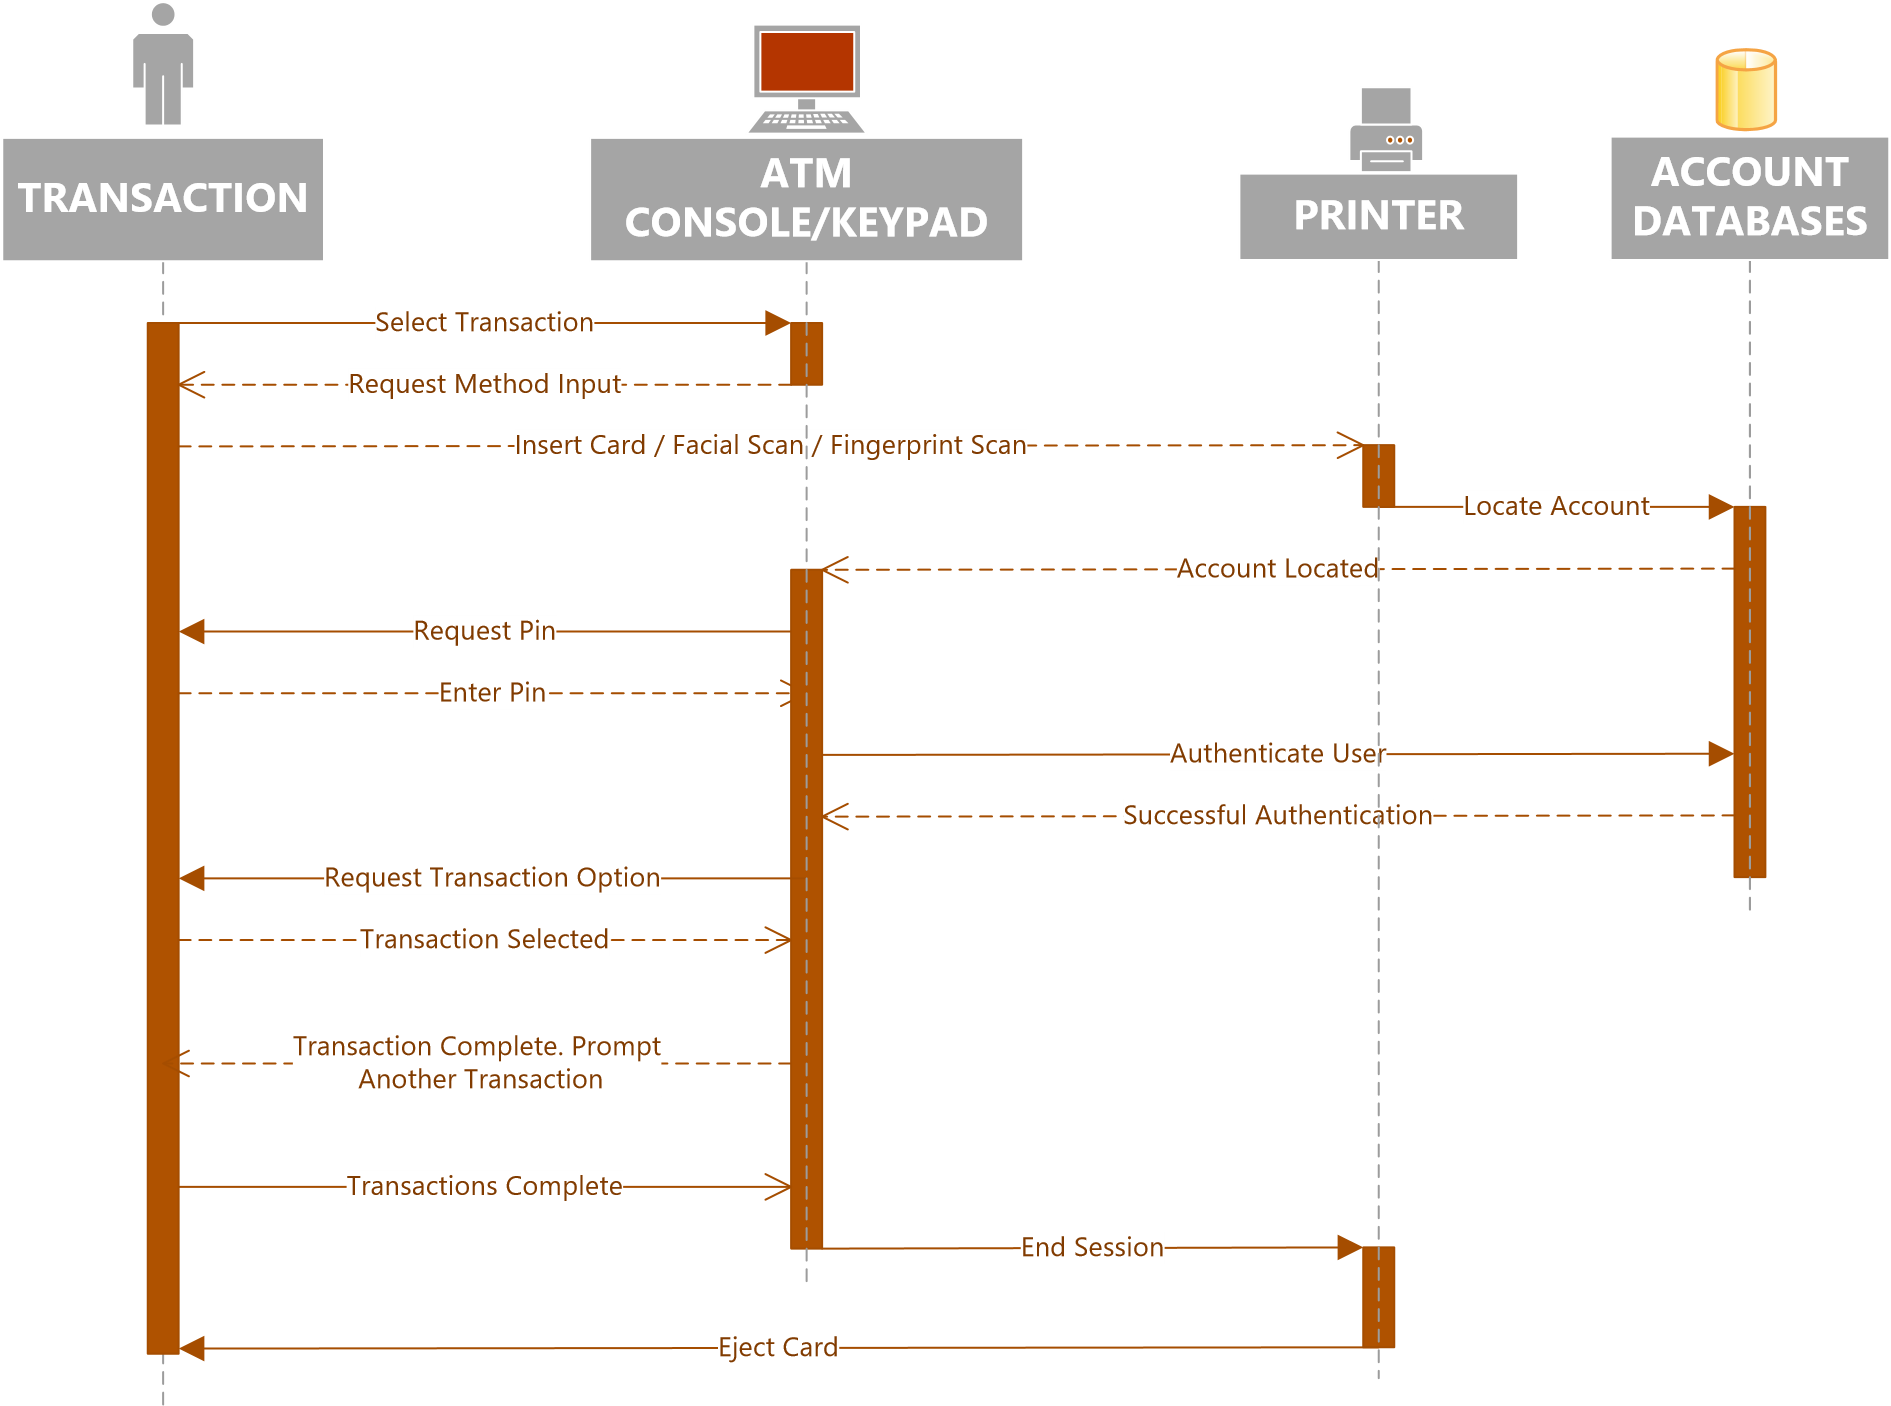 TRANSACTION
ATM
CONSOLE/KEYPAD
PRINTER
ACCOUNT
DATABASES
Select Transaction
Request Method Input
Insert Card / Facial Scan / Fingerprint Scan
Locate Account
Account Located
Request Pin
Enter Pin
Authenticate User
Successful Authentication
Request Transaction Option
Transaction Selected
Transaction Complete. Prompt
Another Transaction
Transactions Complete
End Session
Eject Card